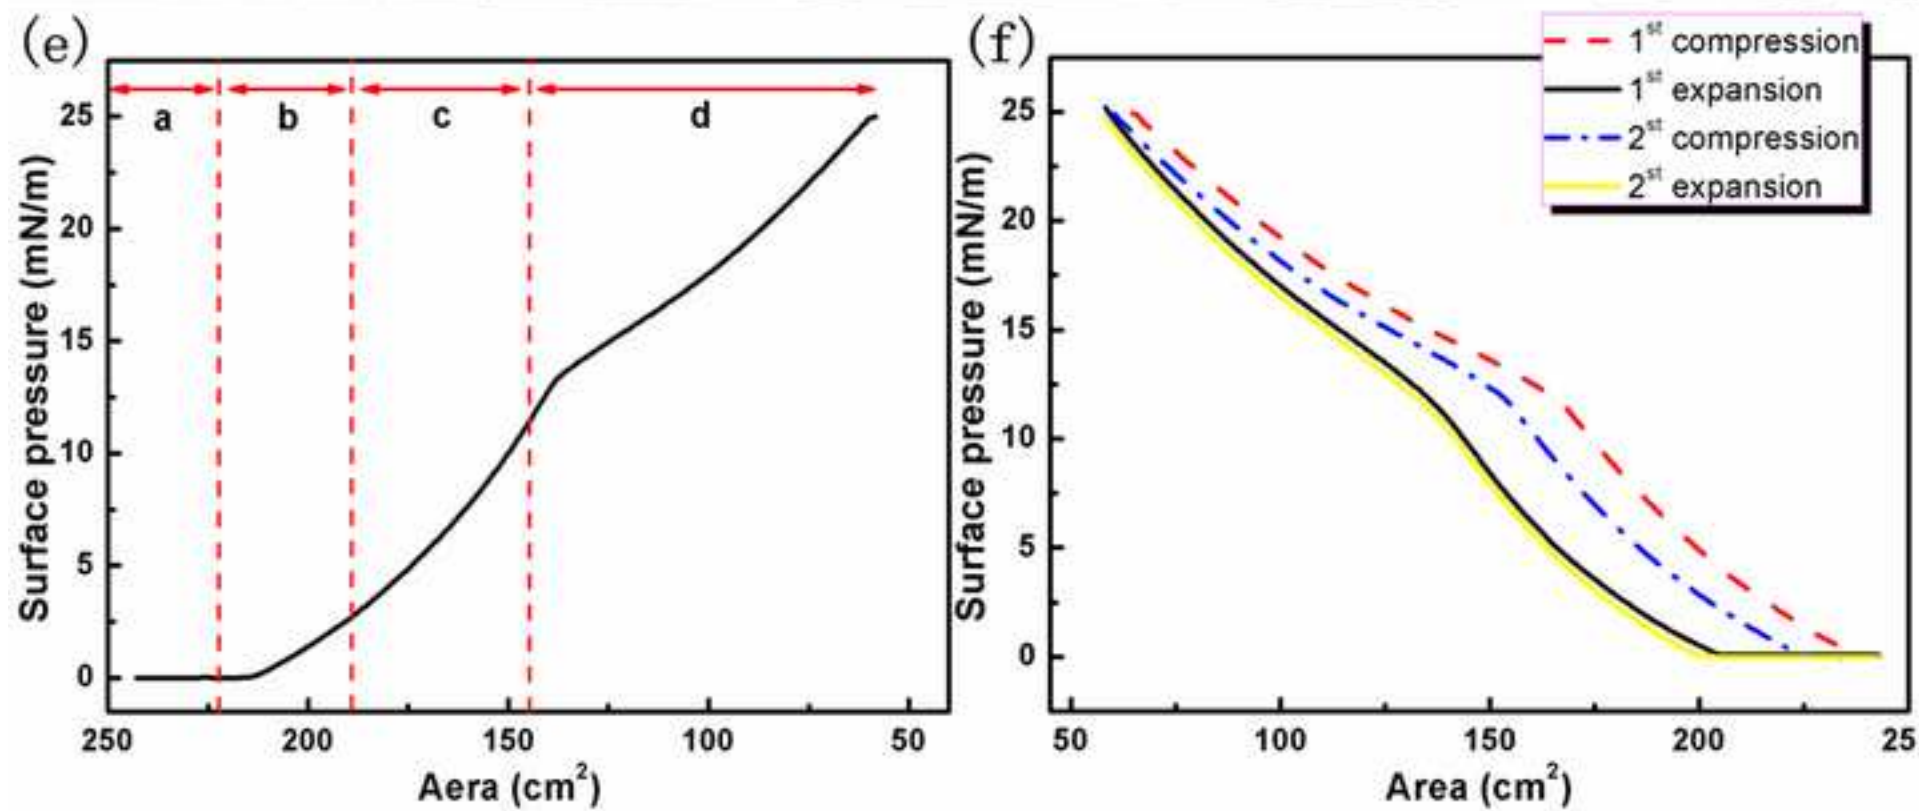 (e)
a b c d
25
20
15
10
5
0
Surface pressure (mN/m)
250 200 150 100 50
Aera (cm²)
(f)
1st compression
1st expansion
2st compression
2st expansion
25
20
15
10
5
0
Surface pressure (mN/m)
50 100 150 200 25
Area (cm²)